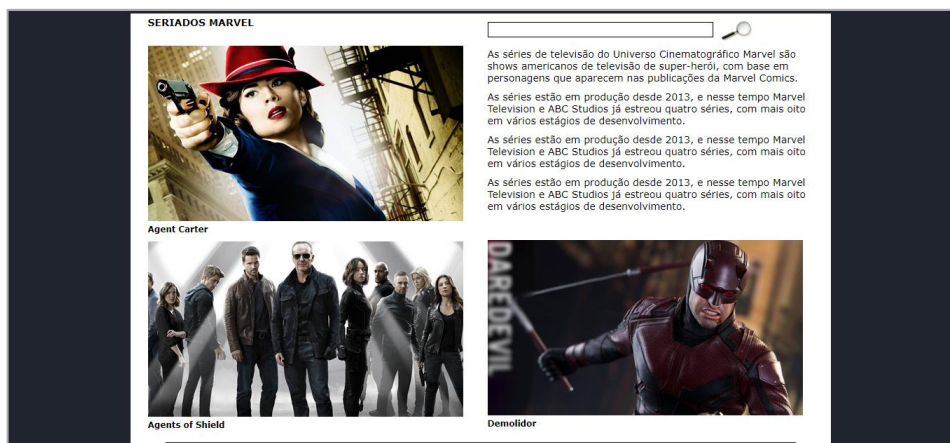 SERIADOS MARVEL
As séries de televisão do Universo Cinematográfico Marvel são
shows americanos de televisão de super-herói, com base em
personagens que aparecem nas publicações da Marvel Comics.
As séries estão em produção desde 2013, e nesse tempo Marvel
Television e ABC Studios já estreou quatro séries, com mais oito
em vários estágios de desenvolvimento.
As séries estão em produção desde 2013, e nesse tempo Marvel
Television e ABC Studios já estreou quatro séries, com mais oito
em vários estágios de desenvolvimento.
As séries estão em produção desde 2013, e nesse tempo Marvel
Television e ABC Studios já estreou quatro séries, com mais oito
em vários estágios de desenvolvimento.
Agent Carter
DAREDEVIL
Agents of Shield
Demolidor